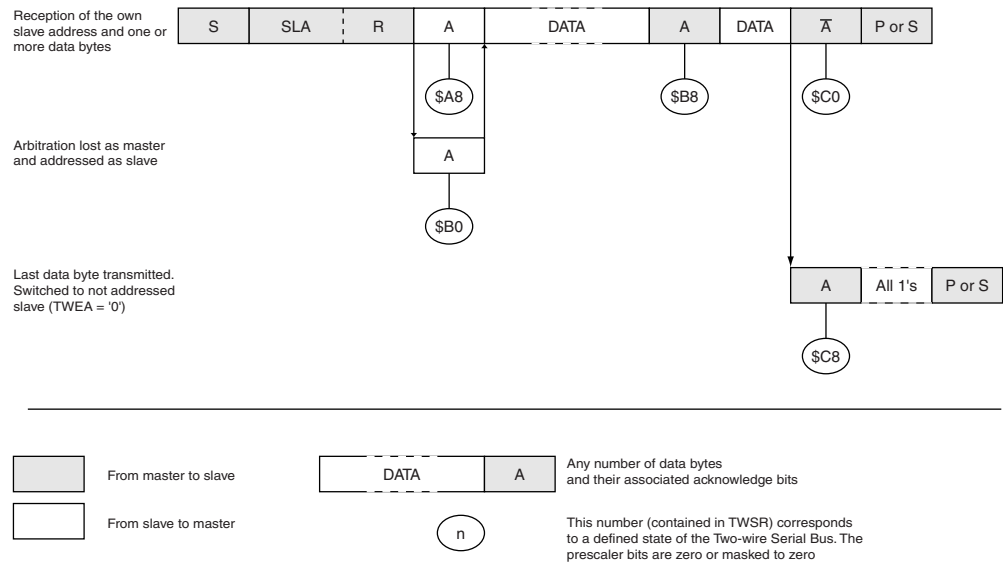 Reception of the own
slave address and one or
more data bytes
S SLA R A DATA A DATA A̅ P or S
$A8 $B8 $C0
Arbitration lost as master
and addressed as slave
A
$B0
Last data byte transmitted.
Switched to not addressed
slave (TWEA = '0')
A All 1's P or S
$C8
From master to slave
From slave to master
DATA A
Any number of data bytes
and their associated acknowledge bits
n
This number (contained in TWSR) corresponds
to a defined state of the Two-wire Serial Bus. The
prescaler bits are zero or masked to zero